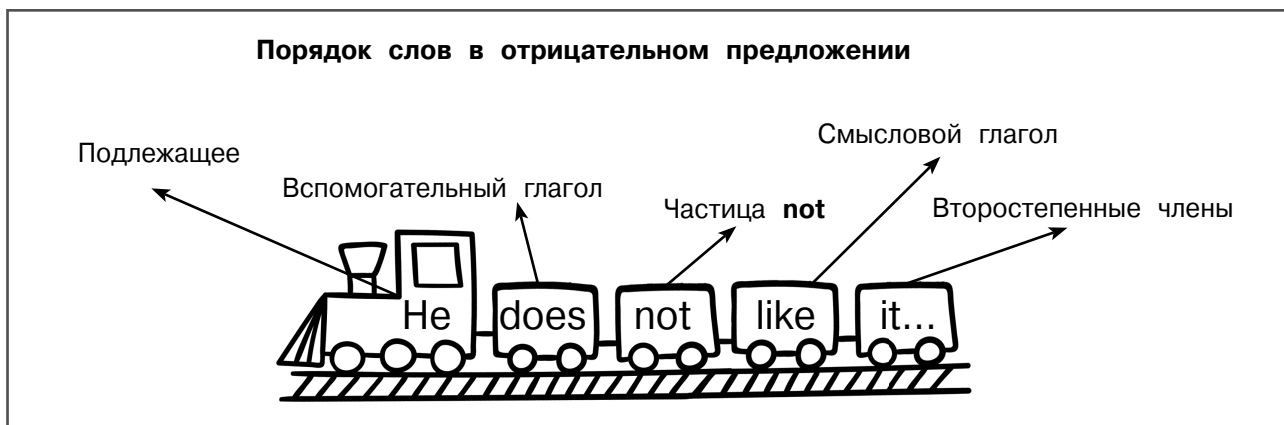 Порядок слов в отрицательном предложении
Смысловой глагол
Подлежащее
Вспомогательный глагол
Частица not
Второстепенные члены
He does not like it...